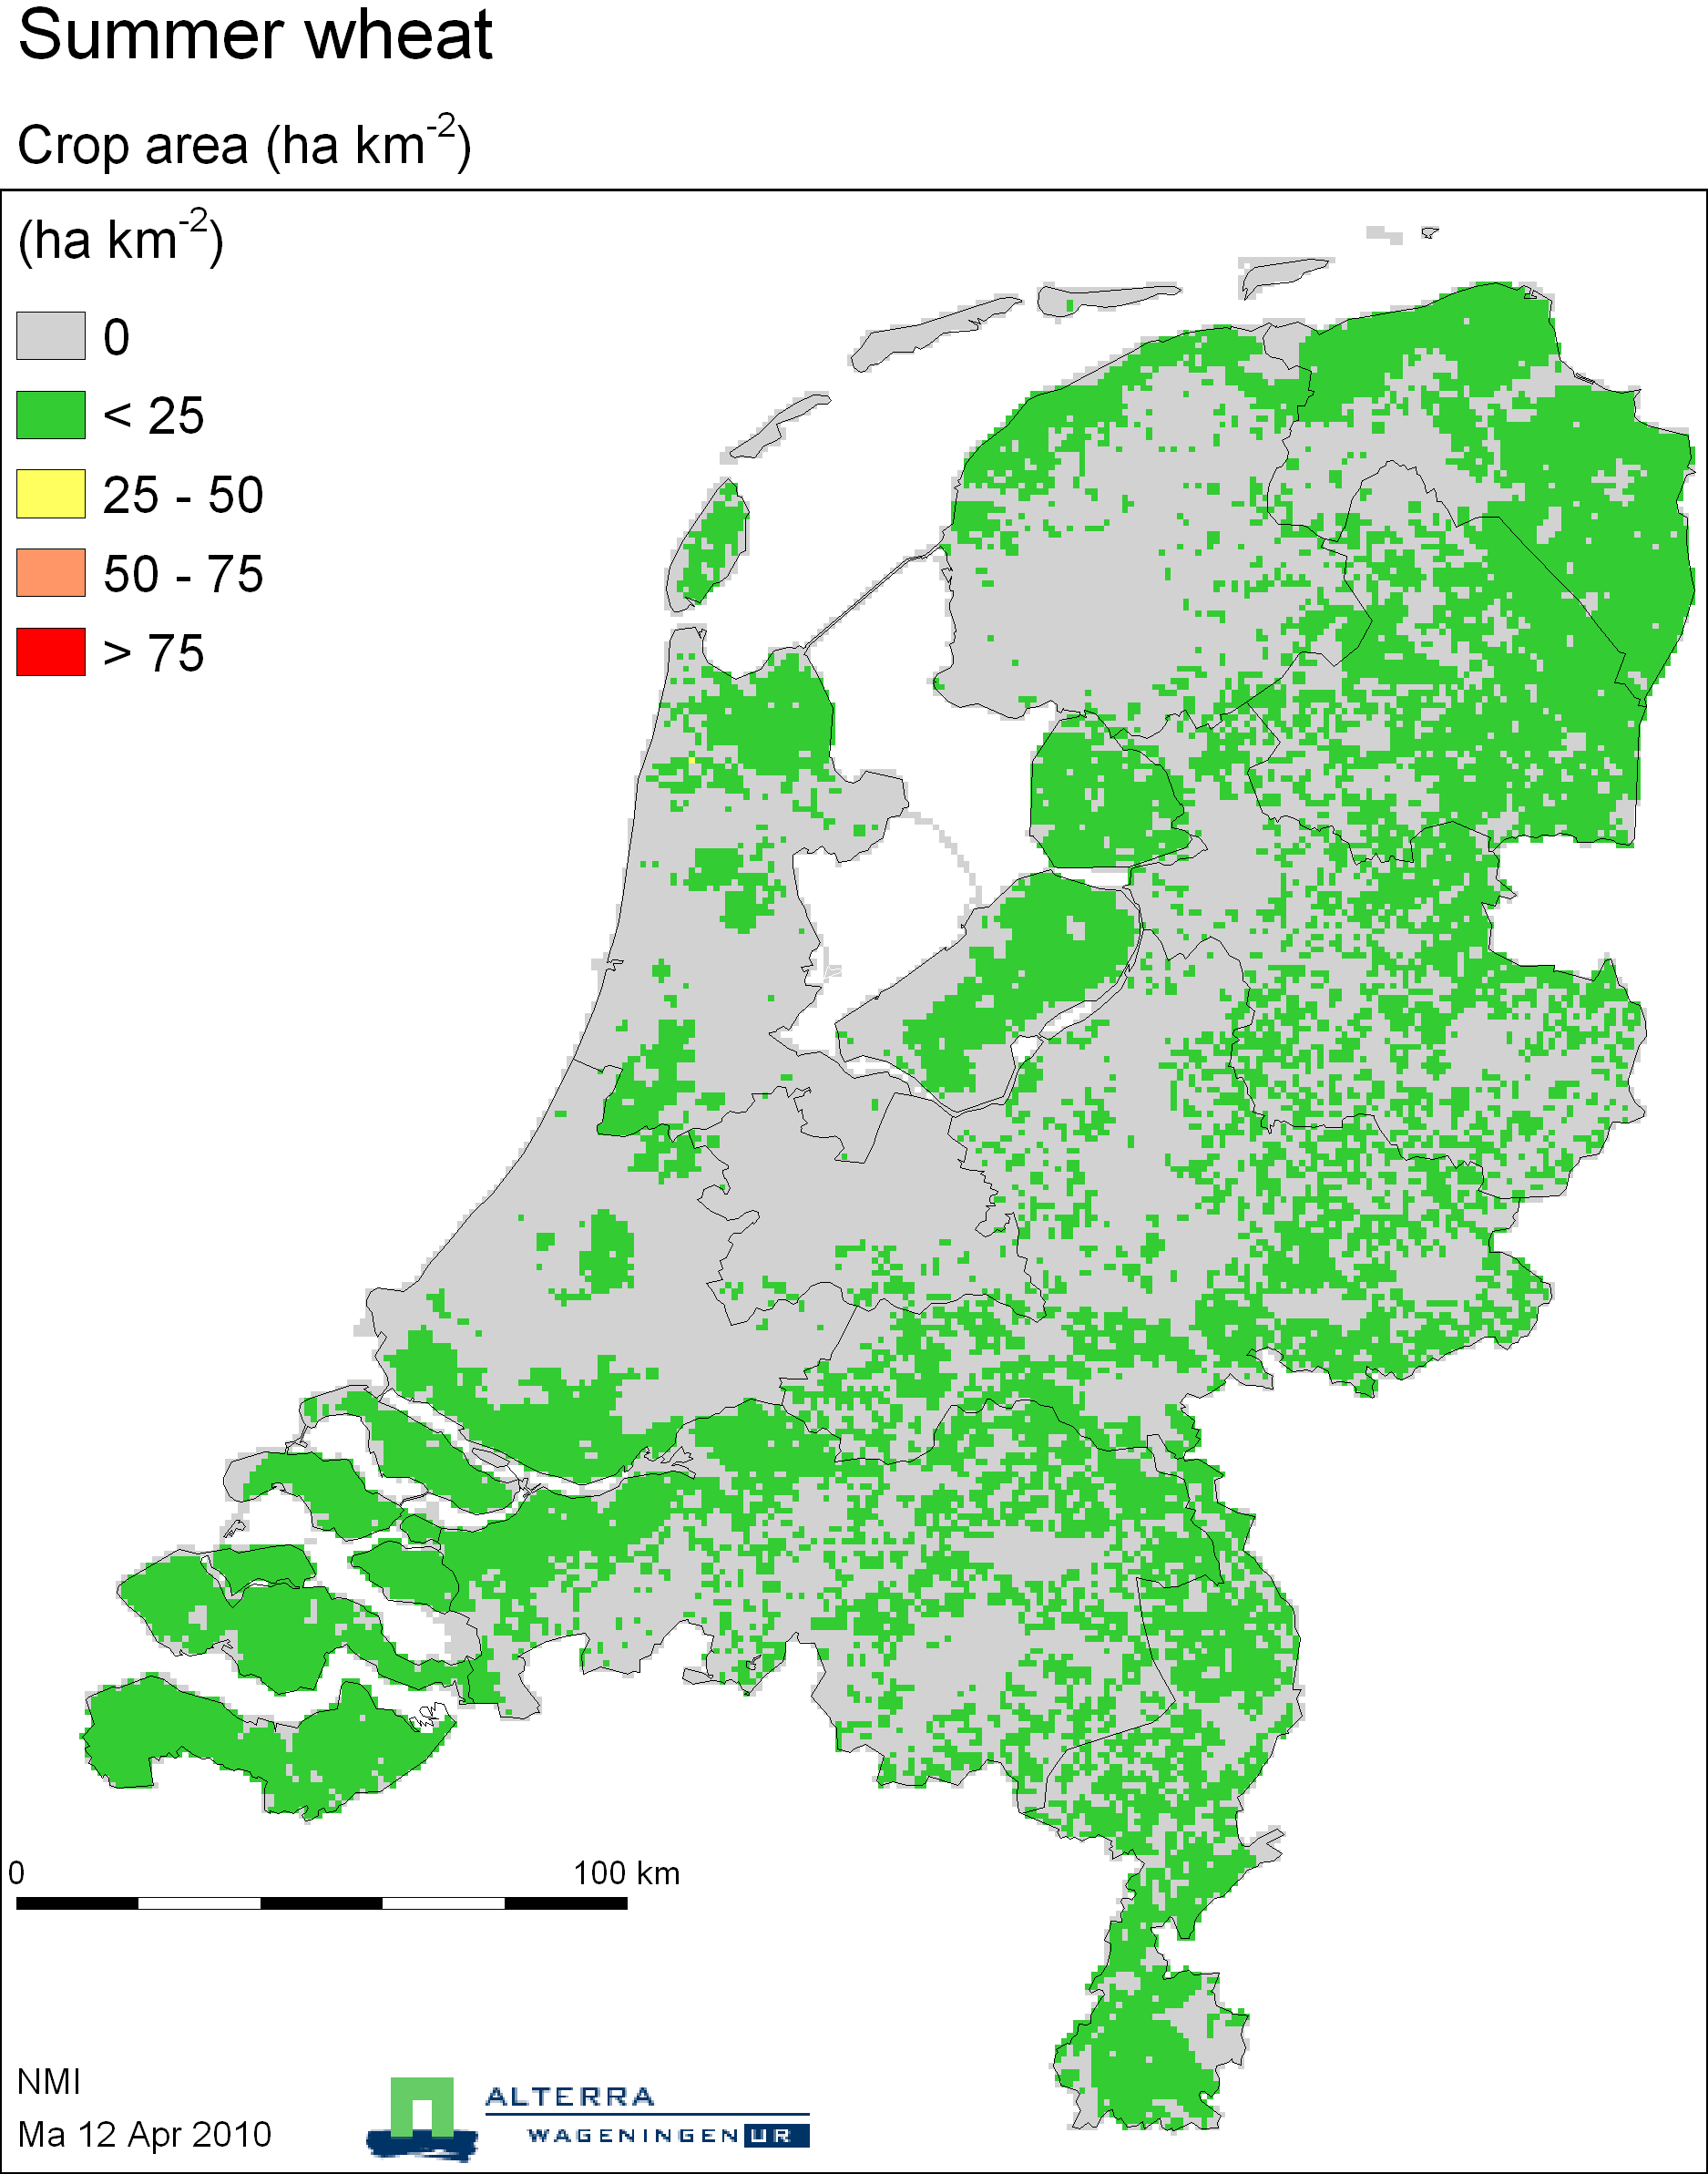 Summer wheat
Crop area (ha km⁻²)
(ha km⁻²)
0
< 25
25 - 50
50 - 75
> 75
0 100 km
NMI
Ma 12 Apr 2010
ALTERRA
WAGENINGEN UR